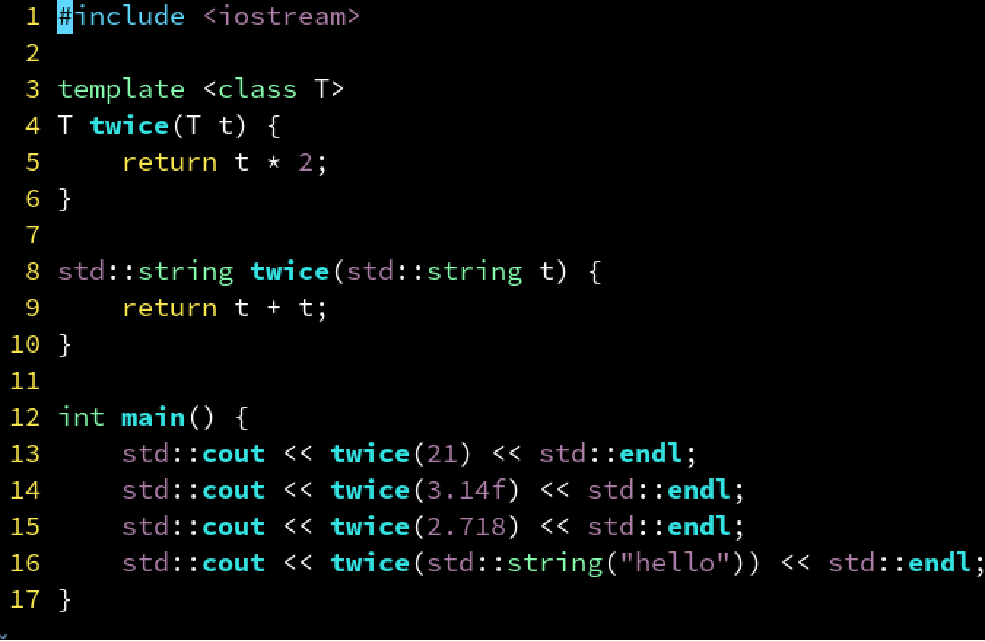 1 #include <iostream>
2
3 template <class T>
4 T twice(T t) {
5     return t * 2;
6 }
7
8 std::string twice(std::string t) {
9     return t + t;
10 }
11
12 int main() {
13     std::cout << twice(21) << std::endl;
14     std::cout << twice(3.14f) << std::endl;
15     std::cout << twice(2.718) << std::endl;
16     std::cout << twice(std::string("hello")) << std::endl;
17 }